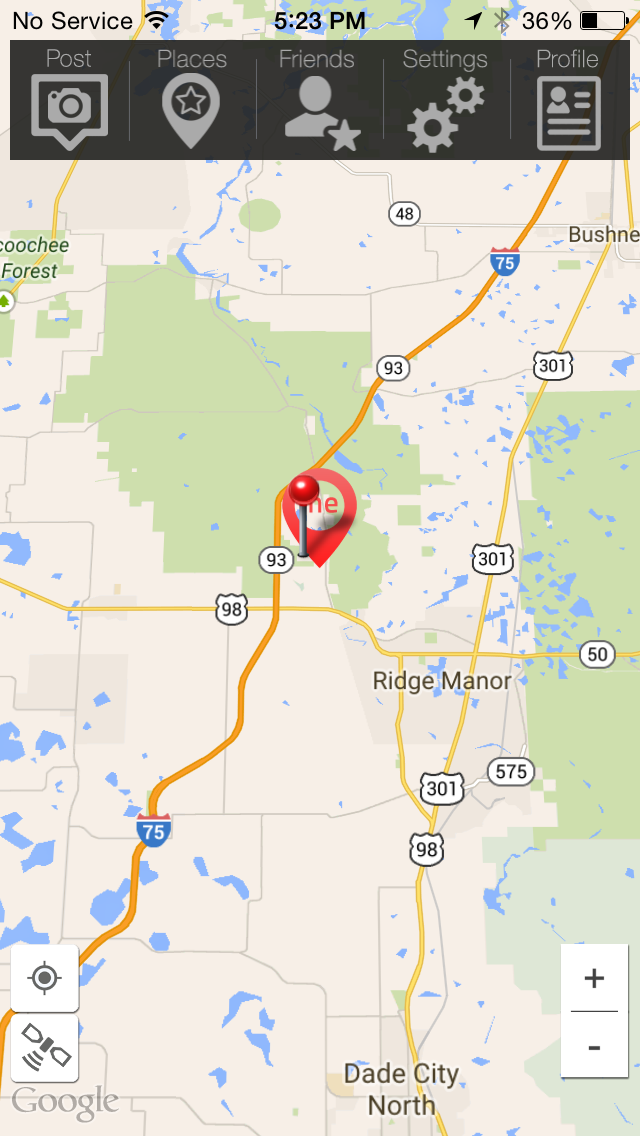 No Service 5:23 PM 36%
Post Places Friends Settings Profile
48
coochee
Forest
Bushne
75
93
301
me
93
301
98
50
Ridge Manor
575
301
75
98
+
-
Dade City
North
Google